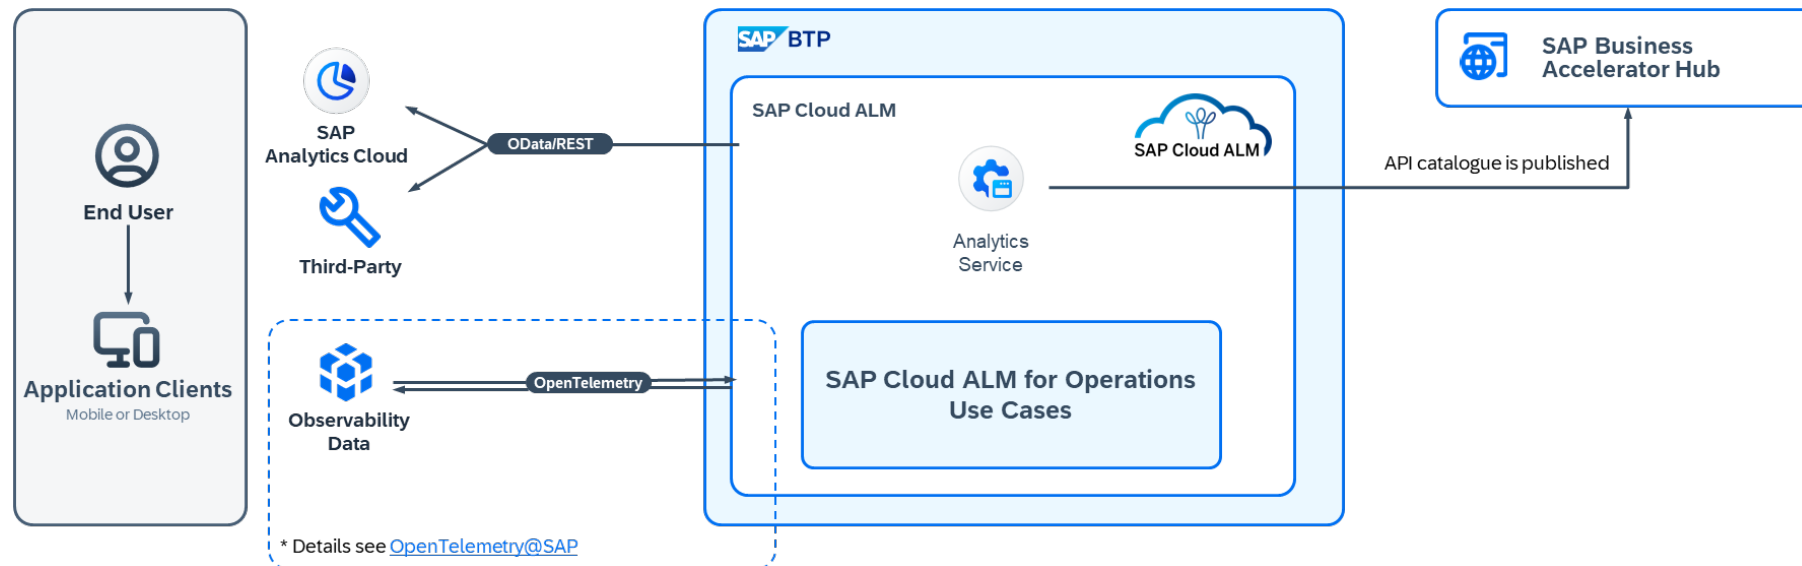 End User
Application Clients
Mobile or Desktop
SAP
Analytics Cloud
Third-Party
OData/REST
Observability
Data
OpenTelemetry
* Details see OpenTelemetry@SAP
SAP BTP
SAP Cloud ALM
SAP Cloud ALM
Analytics
Service
SAP Cloud ALM for Operations
Use Cases
API catalogue is published
SAP Business
Accelerator Hub